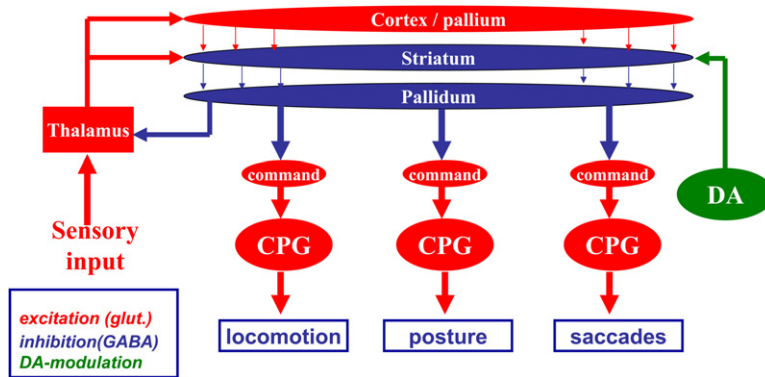 Cortex / pallium
Striatum
Pallidum
Thalamus
command
command
command
DA
CPG
CPG
CPG
Sensory
input
locomotion
posture
saccades
excitation (glut.)
inhibition(GABA)
DA-modulation